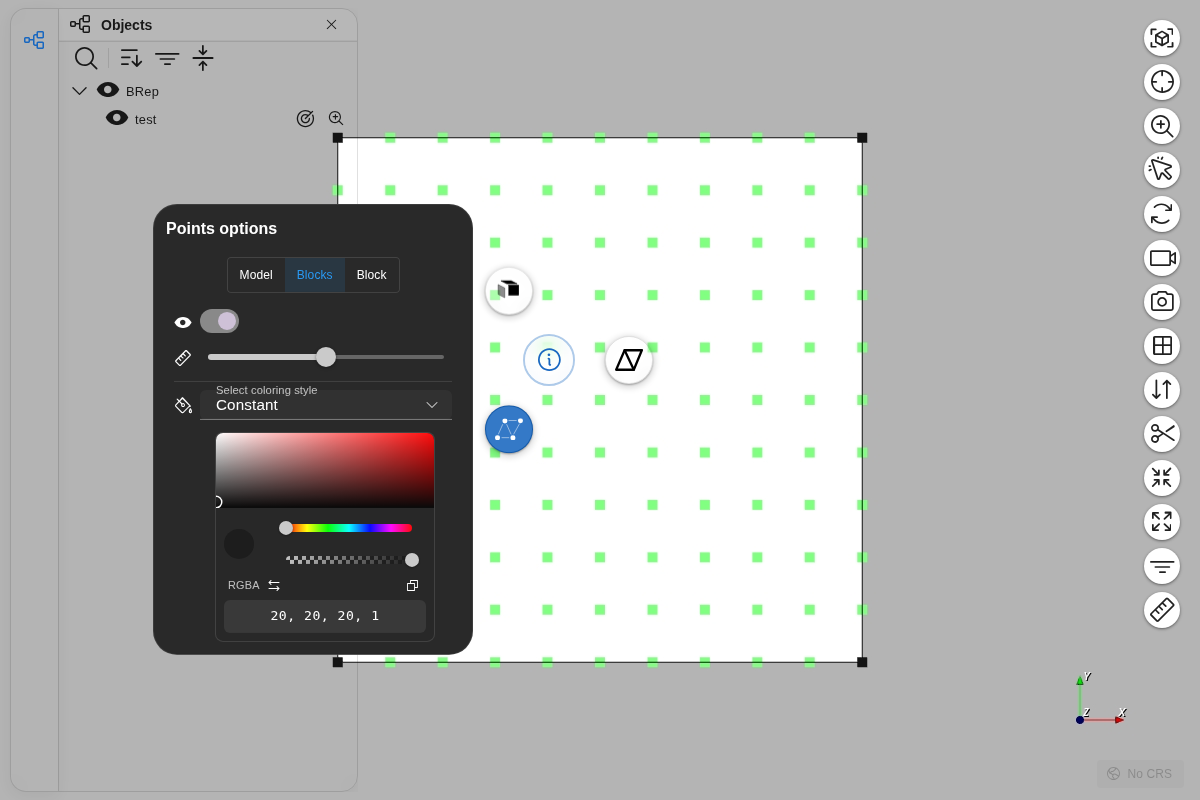 Objects
BRep
test
Points options
Model Blocks Block
Select coloring style
Constant
RGBA
20, 20, 20, 1
Y
Z X
No CRS